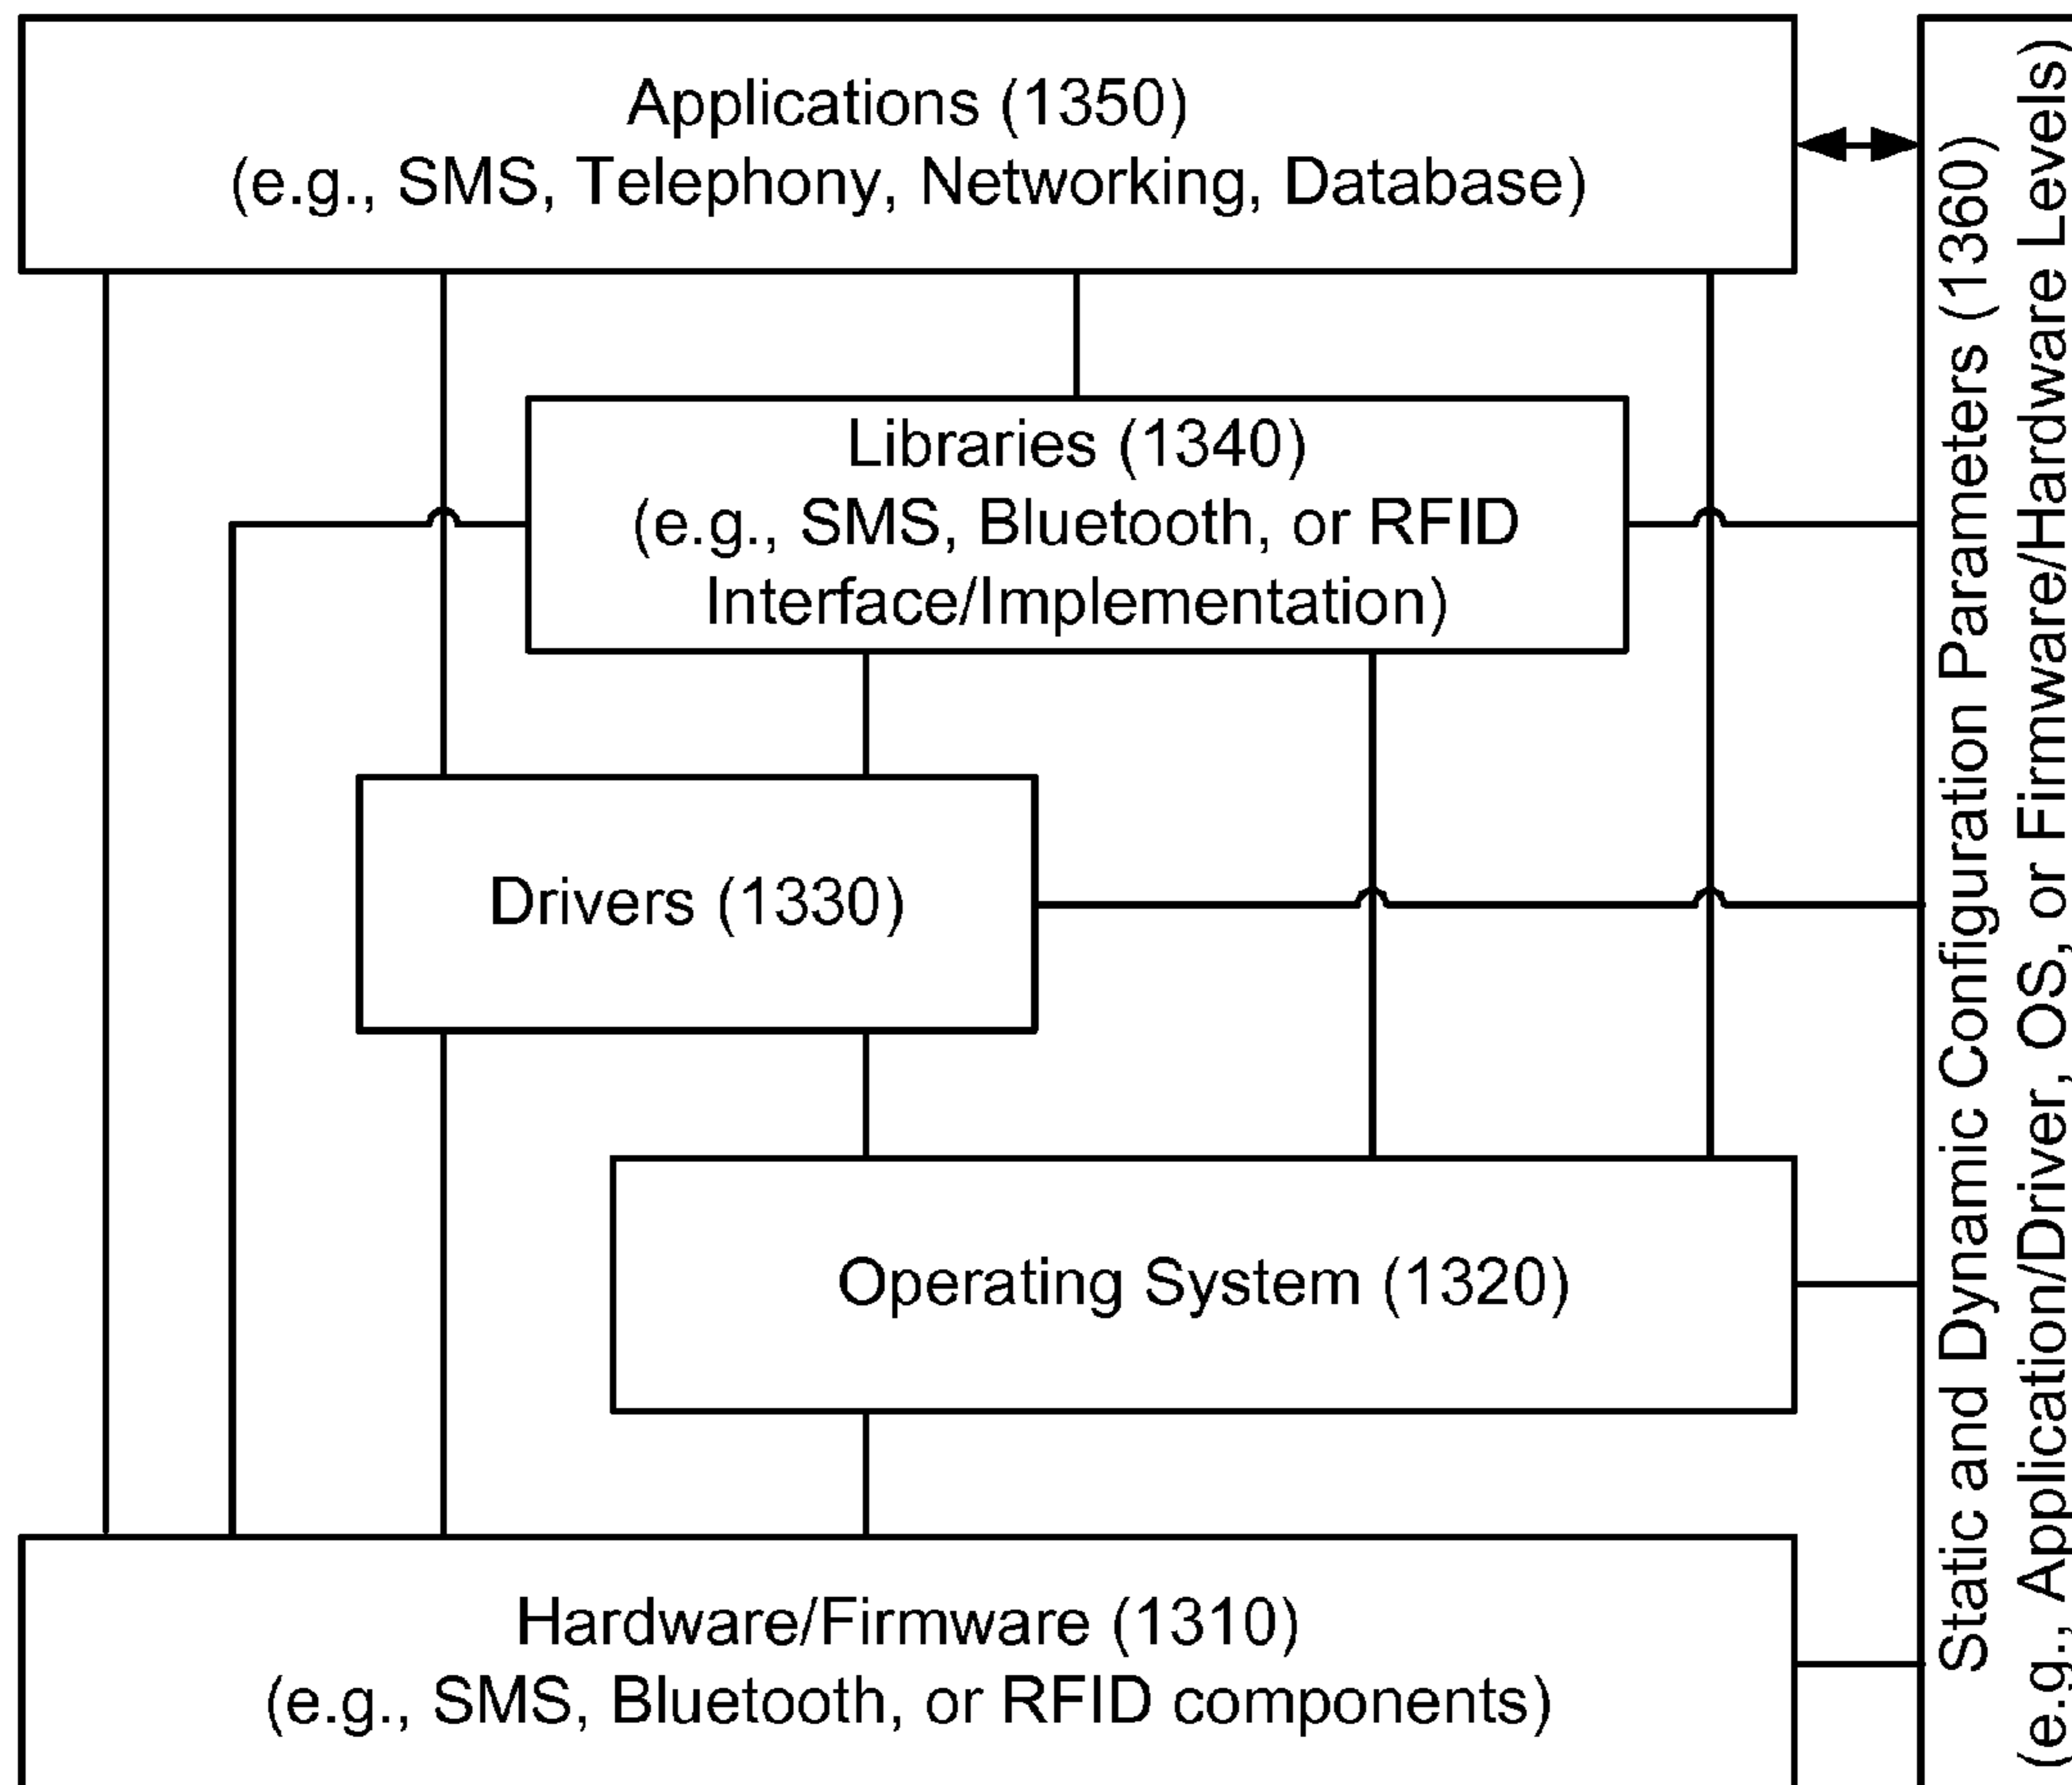 Applications (1350)
(e.g., SMS, Telephony, Networking, Database)
Libraries (1340)
(e.g., SMS, Bluetooth, or RFID
Interface/Implementation)
Drivers (1330)
Operating System (1320)
Hardware/Firmware (1310)
(e.g., SMS, Bluetooth, or RFID components)
Static and Dynamic Configuration Parameters (1360)
(e.g., Application/Driver, OS, or Firmware/Hardware Levels)